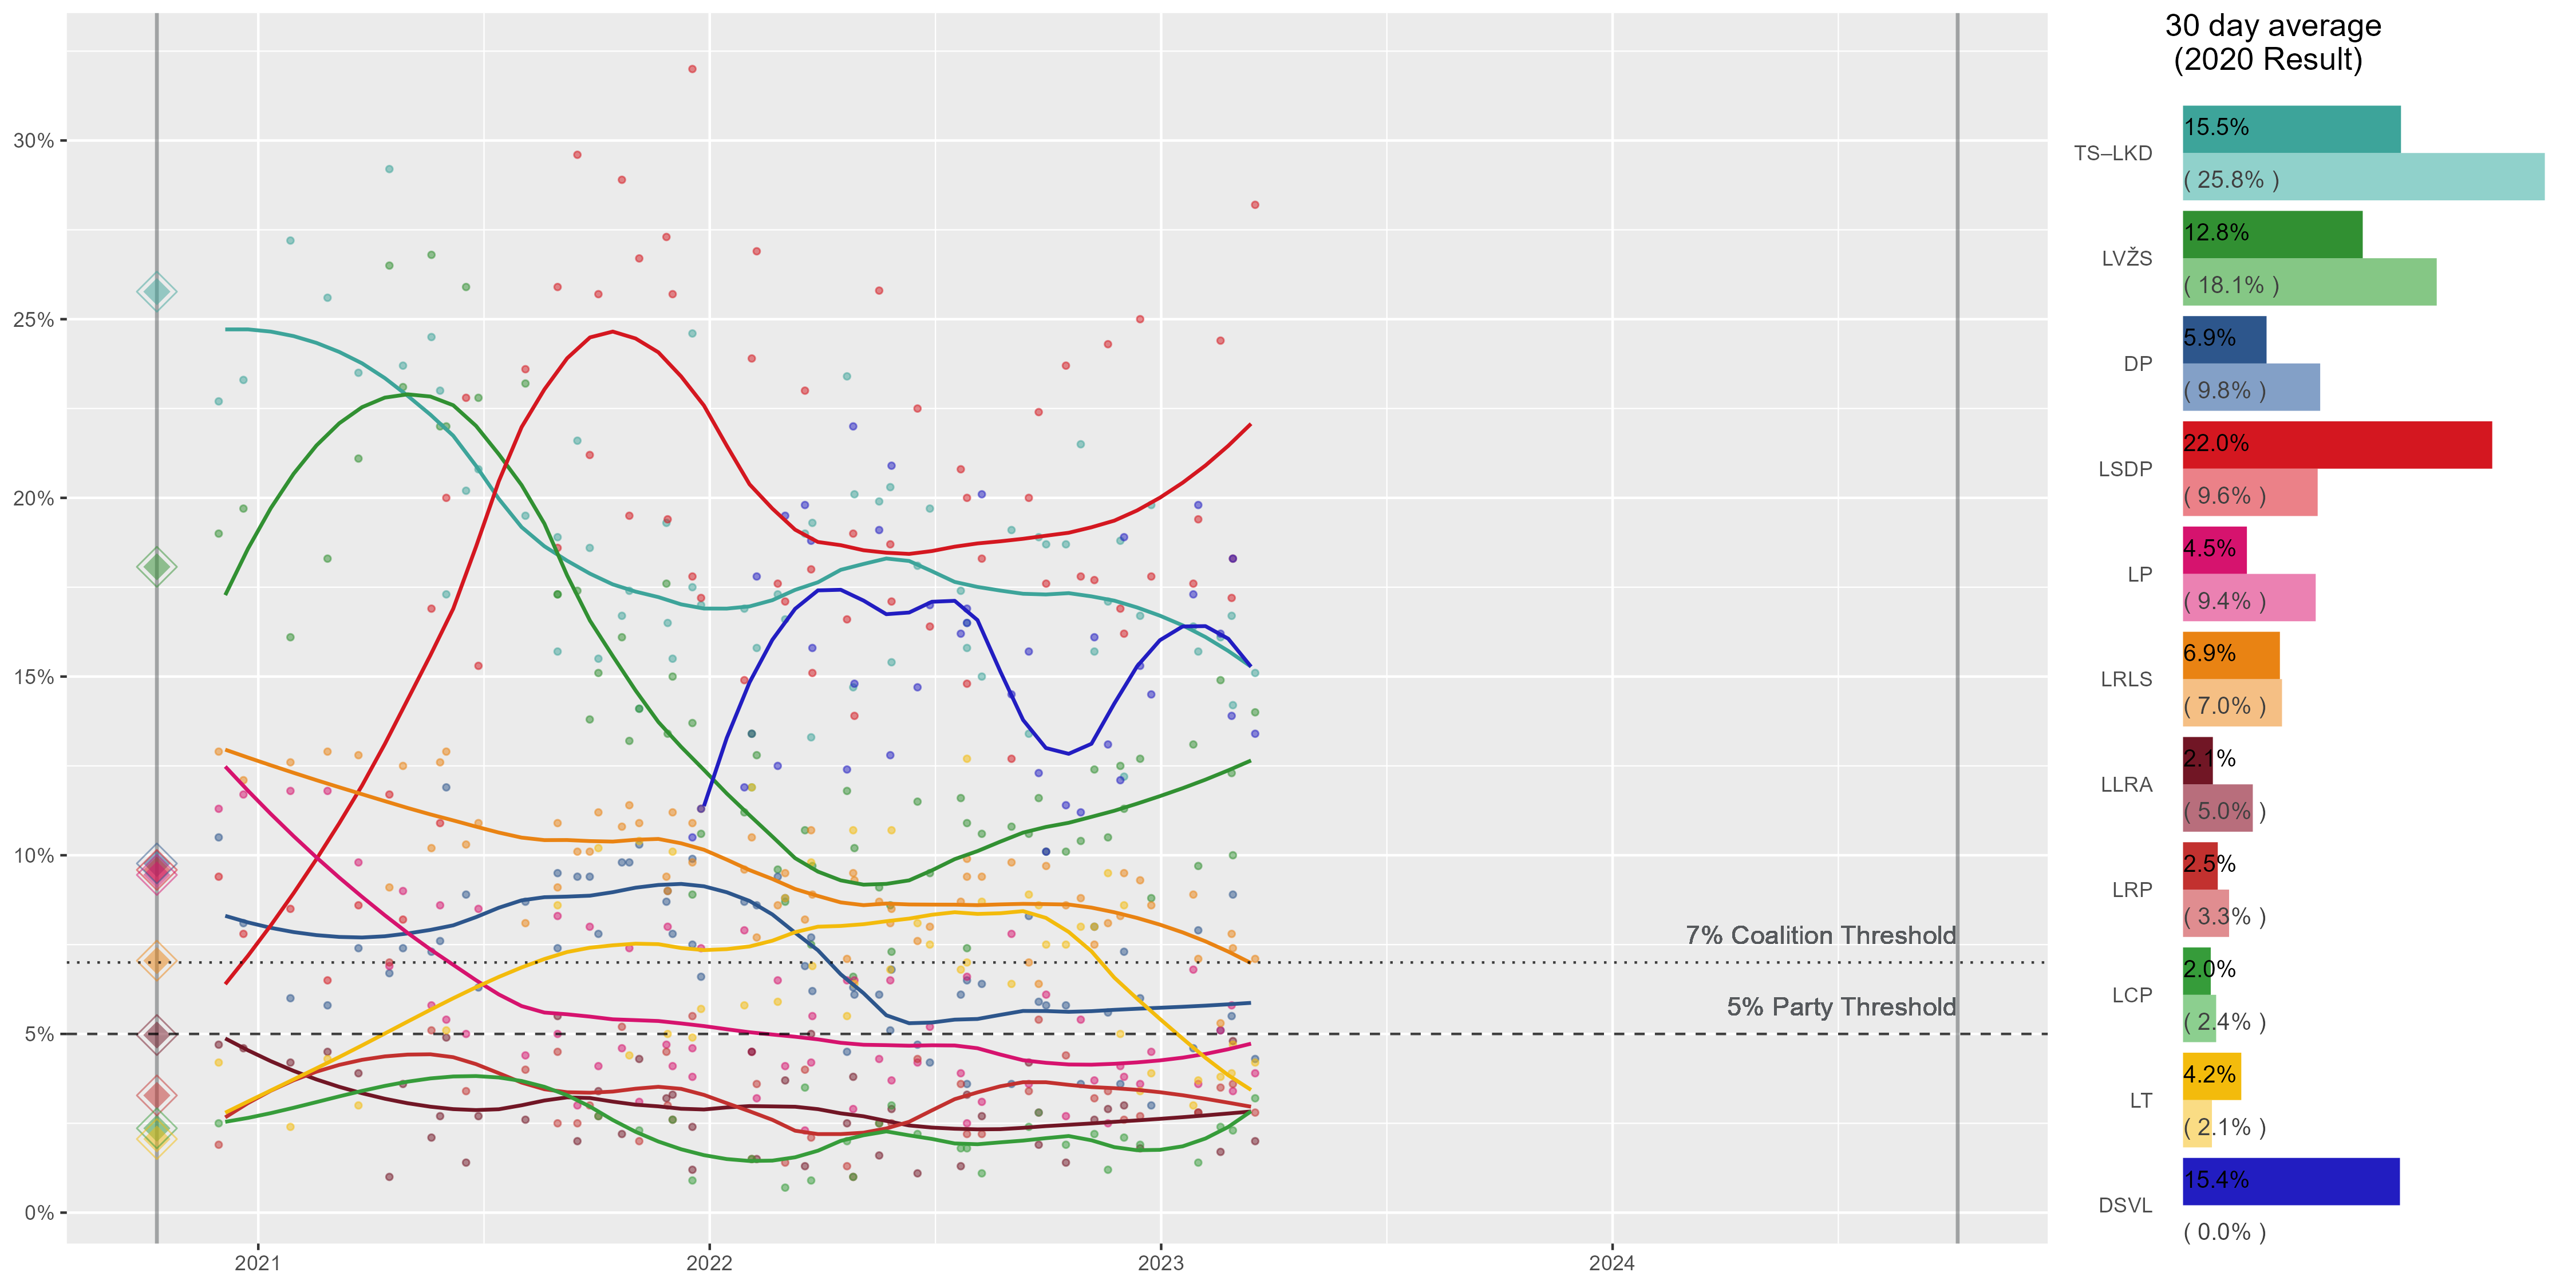 30%
25%
20%
15%
10%
5%
0%
2021
2022
2023
2024
7% Coalition Threshold
5% Party Threshold
30 day average
(2020 Result)
TS–LKD
15.5%
( 25.8% )
LVŽS
12.8%
( 18.1% )
DP
5.9%
( 9.8% )
LSDP
22.0%
( 9.6% )
LP
4.5%
( 9.4% )
LRLS
6.9%
( 7.0% )
LLRA
2.1%
( 5.0% )
LRP
2.5%
( 3.3% )
LCP
2.0%
( 2.4% )
LT
4.2%
( 2.1% )
DSVL
15.4%
( 0.0% )